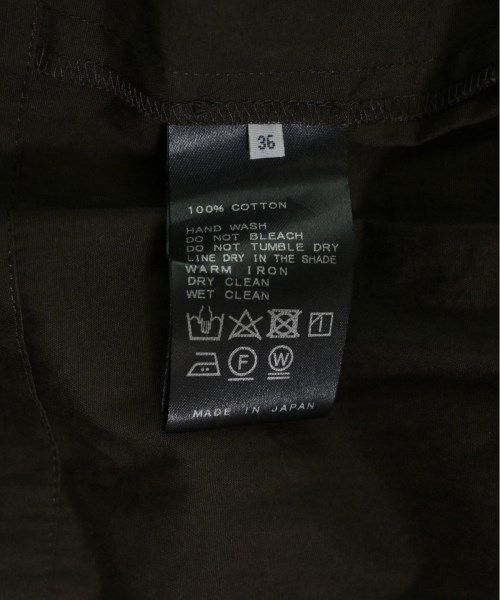 36
100% COTTON
HAND WASH
DO NOT BLEACH
DO NOT TUMBLE DRY
LINE DRY IN THE SHADE
WARM IRON
DRY CLEAN
WET CLEAN
F W
MADE IN JAPAN